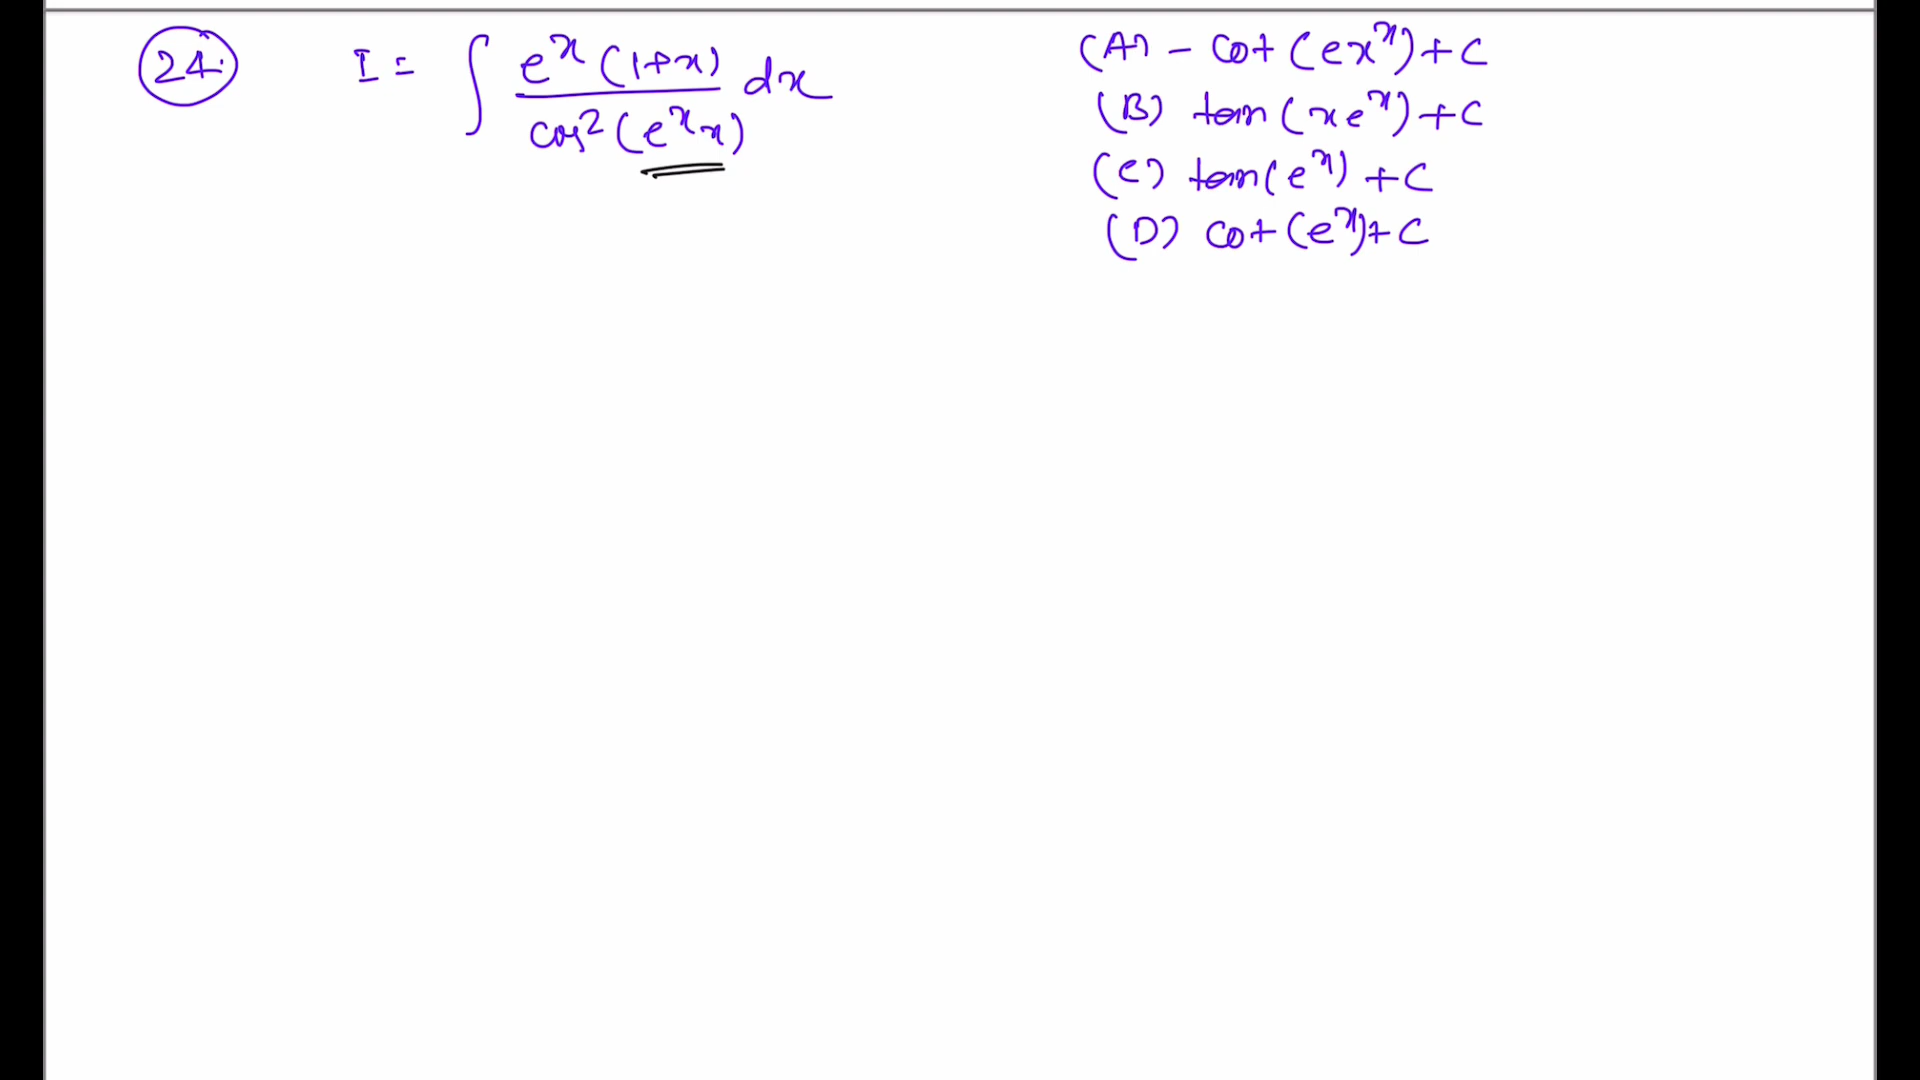 24. I = ∫ e^x (1+x) / cos² (e^x x) dx
(A) - cot (ex^x) + C
(B) tan (xe^x) + C
(C) tan (e^x) + C
(D) cot (e^x) + C